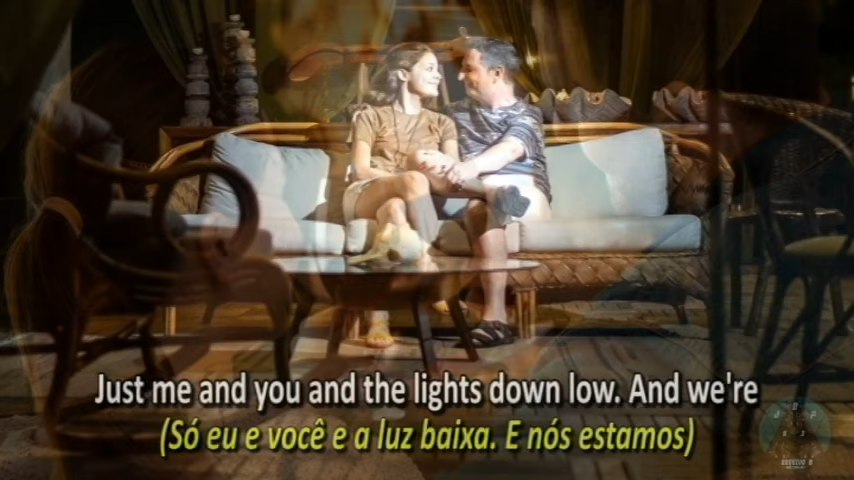 Just me and you and the lights down low. And we're
(Só eu e você e a luz baixa. E nós estamos)